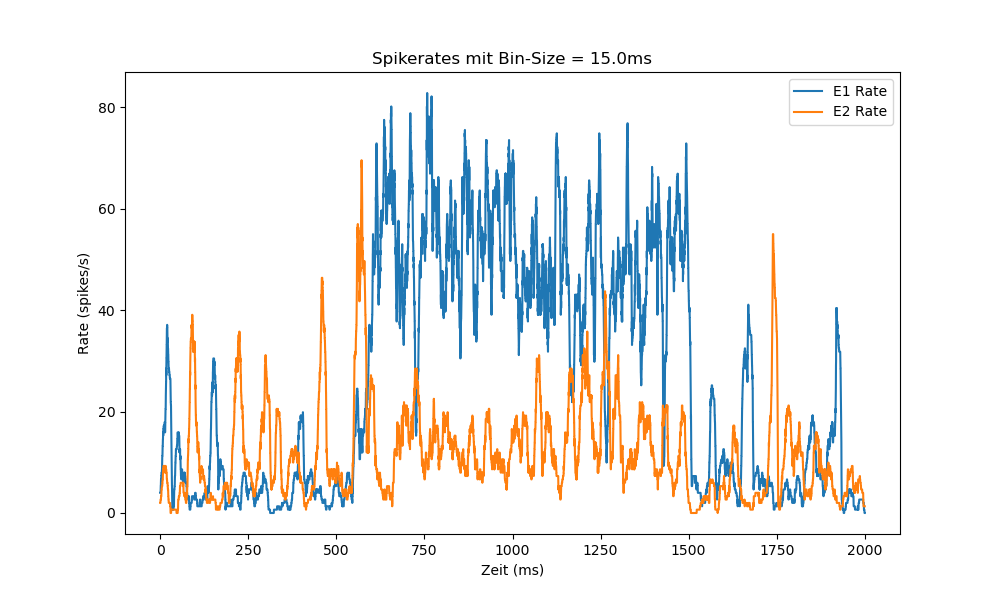 Spikerates mit Bin-Size = 15.0ms
E1 Rate
E2 Rate
80
60
40
20
0
Rate (spikes/s)
0 250 500 750 1000 1250 1500 1750 2000
Zeit (ms)